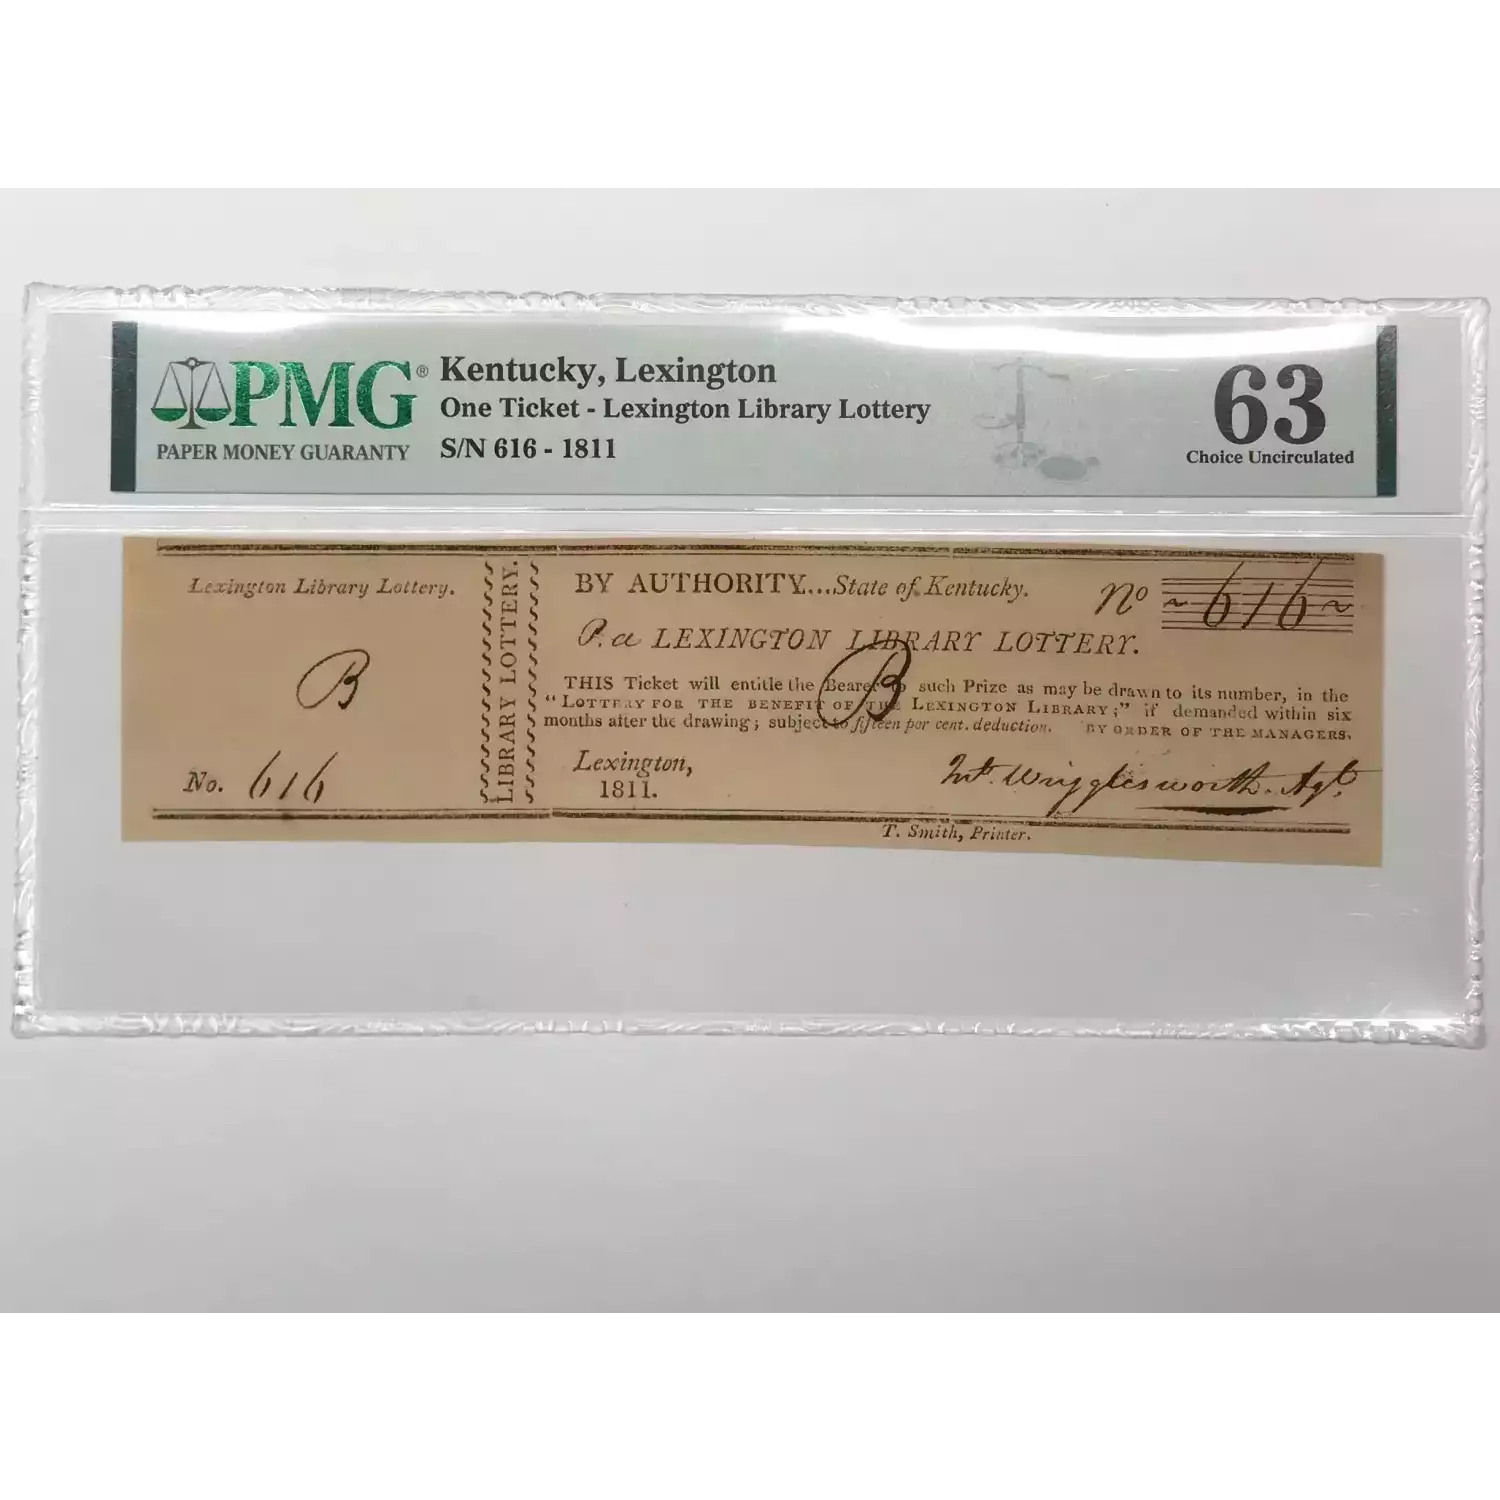 PMG®
PAPER MONEY GUARANTY
Kentucky, Lexington
One Ticket - Lexington Library Lottery
S/N 616 - 1811
63
Choice Uncirculated
Lexington Library Lottery.
B
No. 616
LIBRARY LOTTERY.
BY AUTHORITY...State of Kentucky.
No ~616~
LEXINGTON LIBRARY LOTTERY.
B
THIS Ticket will entitle the Bearer to such Prize as may be drawn to its number, in the
"LOTTERY FOR THE BENEFIT OF THE LEXINGTON LIBRARY;" if demanded within six
months after the drawing; subject to fifteen per cent. deduction. BY ORDER OF THE MANAGERS,
Lexington,
1811.
Wrigglesworth. Agt.
T. Smith, Printer.